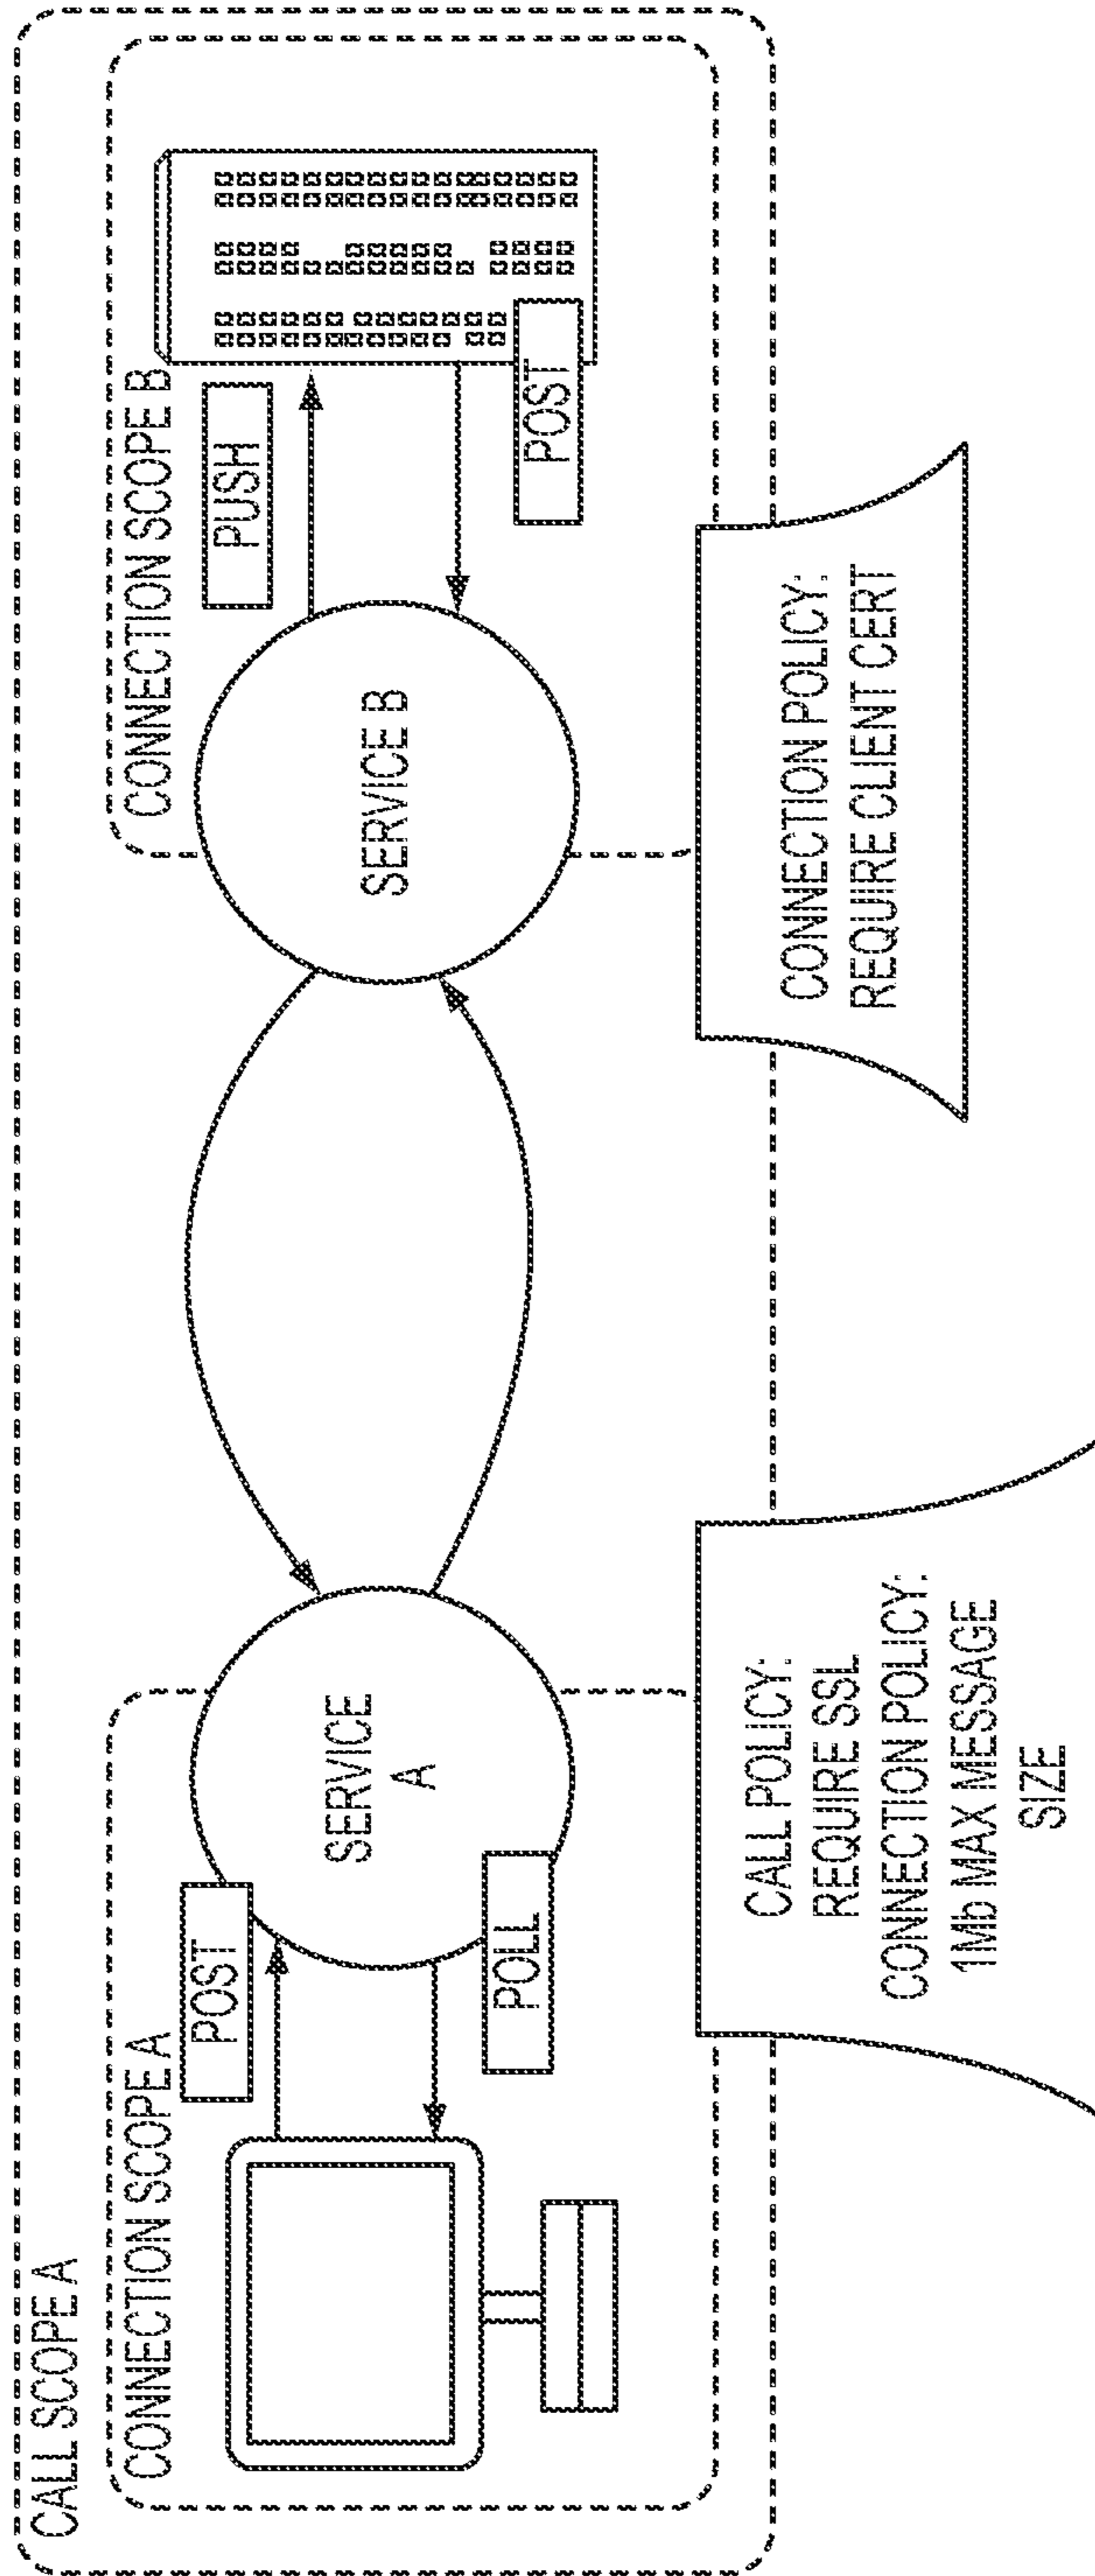 CALL SCOPE A
CONNECTION SCOPE A
POST
SERVICE
A
POLL
CONNECTION SCOPE B
PUSH
SERVICE B
POST
CALL POLICY:
REQUIRE SSL
CONNECTION POLICY:
1Mb MAX MESSAGE
SIZE
CONNECTION POLICY:
REQUIRE CLIENT CERT